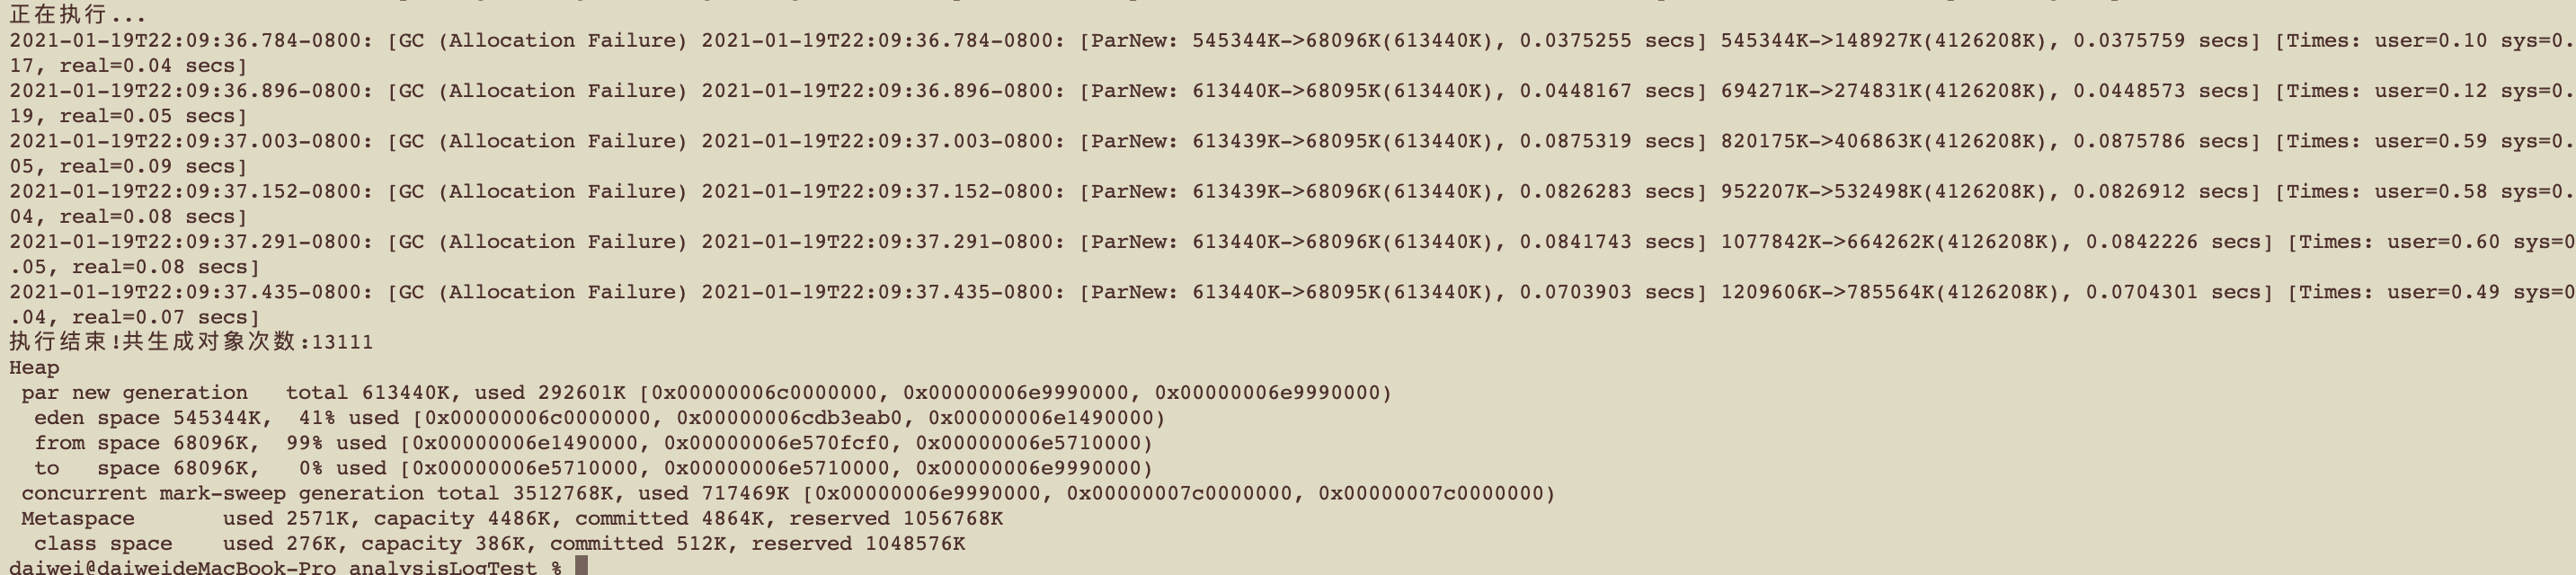 正在执行...
2021-01-19T22:09:36.784-0800: [GC (Allocation Failure) 2021-01-19T22:09:36.784-0800: [ParNew: 545344K->68096K(613440K), 0.0375255 secs] 545344K->148927K(4126208K), 0.0375759 secs] [Times: user=0.10 sys=0.
17, real=0.04 secs]
2021-01-19T22:09:36.896-0800: [GC (Allocation Failure) 2021-01-19T22:09:36.896-0800: [ParNew: 613440K->68095K(613440K), 0.0448167 secs] 694271K->274831K(4126208K), 0.0448573 secs] [Times: user=0.12 sys=0.
19, real=0.05 secs]
2021-01-19T22:09:37.003-0800: [GC (Allocation Failure) 2021-01-19T22:09:37.003-0800: [ParNew: 613439K->68095K(613440K), 0.0875319 secs] 820175K->406863K(4126208K), 0.0875786 secs] [Times: user=0.59 sys=0.
05, real=0.09 secs]
2021-01-19T22:09:37.152-0800: [GC (Allocation Failure) 2021-01-19T22:09:37.152-0800: [ParNew: 613439K->68096K(613440K), 0.0826283 secs] 952207K->532498K(4126208K), 0.0826912 secs] [Times: user=0.58 sys=0.
04, real=0.08 secs]
2021-01-19T22:09:37.291-0800: [GC (Allocation Failure) 2021-01-19T22:09:37.291-0800: [ParNew: 613440K->68096K(613440K), 0.0841743 secs] 1077842K->664262K(4126208K), 0.0842226 secs] [Times: user=0.60 sys=0
.05, real=0.08 secs]
2021-01-19T22:09:37.435-0800: [GC (Allocation Failure) 2021-01-19T22:09:37.435-0800: [ParNew: 613440K->68095K(613440K), 0.0703903 secs] 1209606K->785564K(4126208K), 0.0704301 secs] [Times: user=0.49 sys=0
.04, real=0.07 secs]
执行结束!共生成对象次数:13111
Heap
 par new generation   total 613440K, used 292601K [0x00000006c0000000, 0x00000006e9990000, 0x00000006e9990000)
  eden space 545344K,  41% used [0x00000006c0000000, 0x00000006cdb3eab0, 0x00000006e1490000)
  from space 68096K,  99% used [0x00000006e1490000, 0x00000006e570fcf0, 0x00000006e5710000)
  to   space 68096K,   0% used [0x00000006e5710000, 0x00000006e5710000, 0x00000006e9990000)
 concurrent mark-sweep generation total 3512768K, used 717469K [0x00000006e9990000, 0x00000007c0000000, 0x00000007c0000000)
 Metaspace       used 2571K, capacity 4486K, committed 4864K, reserved 1056768K
  class space    used 276K, capacity 386K, committed 512K, reserved 1048576K
daiwei@daiweideMacBook-Pro analysisLogTest %